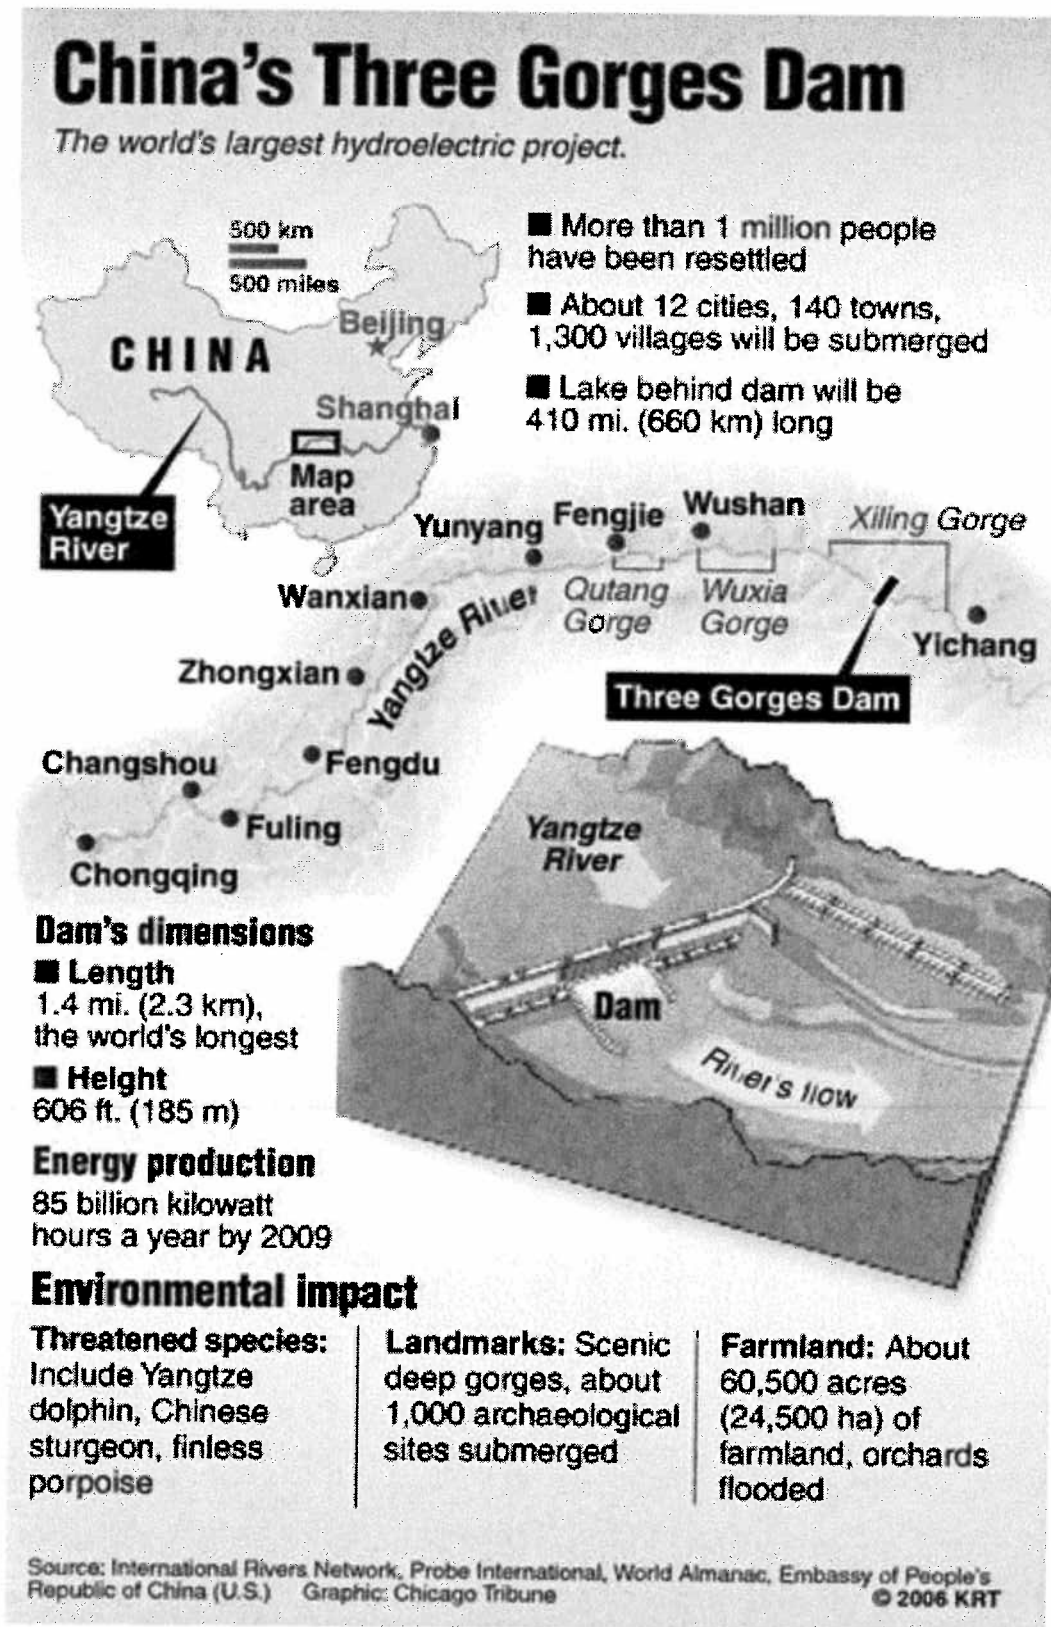 China's Three Gorges Dam
The world's largest hydroelectric project.
500 km
500 miles
Beijing
CHINA
Shanghai
Map
area
Yangtze
River
■ More than 1 million people
have been resettled
■ About 12 cities, 140 towns,
1,300 villages will be submerged
■ Lake behind dam will be
410 mi. (660 km) long
Yunyang
Fengjie
Wushan
Xiling Gorge
Wanxian
Yangtze River
Qutang
Gorge
Wuxia
Gorge
Yichang
Zhongxian
Three Gorges Dam
Changshou
Fengdu
Fuling
Chongqing
Yangtze
River
Dam
River's flow
Dam's dimensions
■ Length
1.4 mi. (2.3 km),
the world's longest
■ Height
606 ft. (185 m)
Energy production
85 billion kilowatt
hours a year by 2009
Environmental impact
Threatened species:
Include Yangtze
dolphin, Chinese
sturgeon, finless
porpoise
Landmarks: Scenic
deep gorges, about
1,000 archaeological
sites submerged
Farmland: About
60,500 acres
(24,500 ha) of
farmland, orchards
flooded
Source: International Rivers Network, Probe International, World Almanac, Embassy of People's
Republic of China (U.S.) Graphic: Chicago Tribune
© 2006 KRT